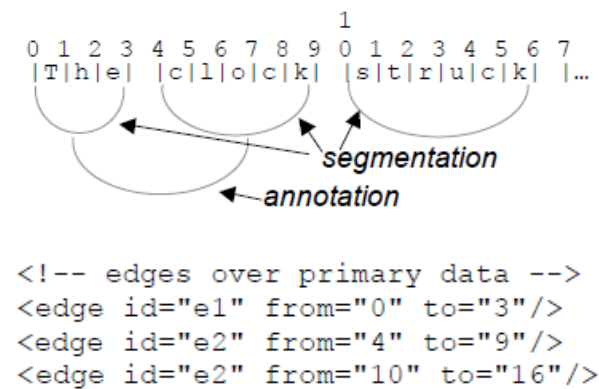 1
0 1 2 3 4 5 6 7 8 9 0 1 2 3 4 5 6 7
|T|h|e| |c|l|o|c|k| |s|t|r|u|c|k| |…
segmentation
annotation
<!-- edges over primary data -->
<edge id="e1" from="0" to="3"/>
<edge id="e2" from="4" to="9"/>
<edge id="e2" from="10" to="16"/>